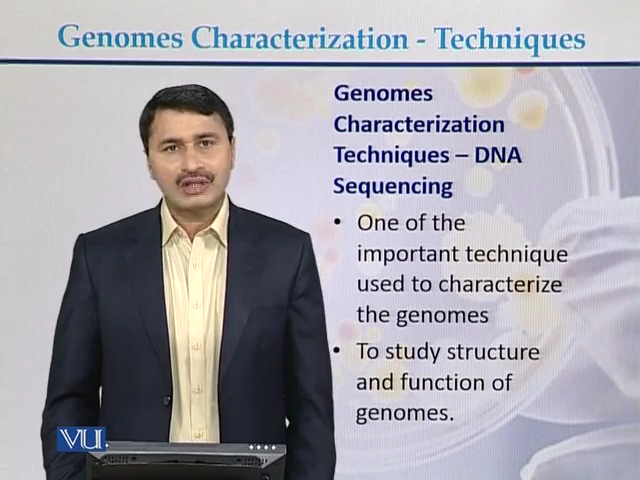 Genomes Characterization - Techniques
Genomes
Characterization
Techniques – DNA
Sequencing
• One of the
important technique
used to characterize
the genomes
• To study structure
and function of
genomes.
VU.